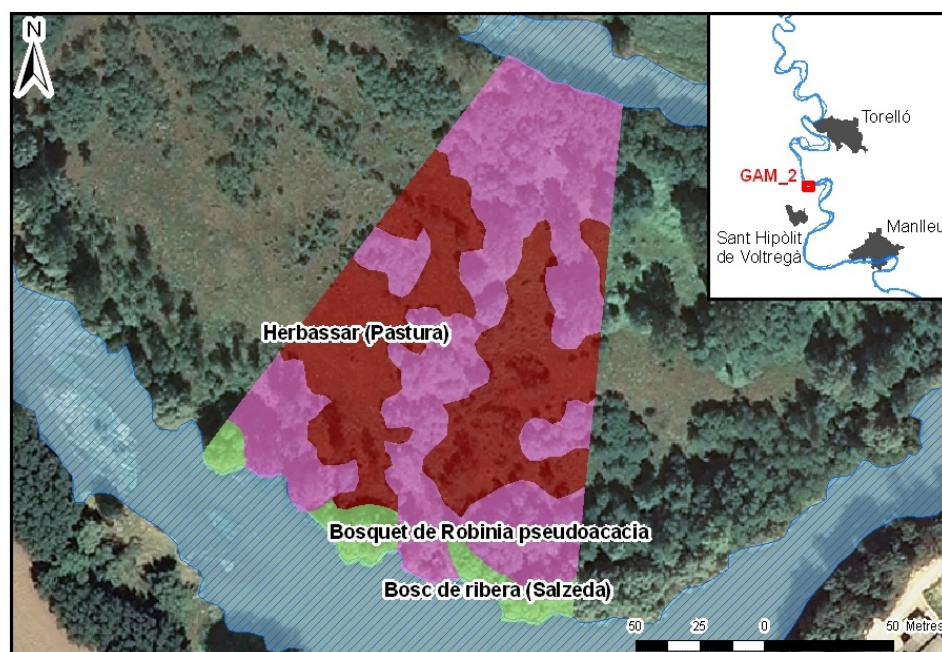 N
Torelló
GAM_2
Sant Hipòlit
de Voltregà
Manlleu
Herbassar (Pastura)
Bosquet de Robinia pseudoacacia
Bosc de ribera (Salzeda)
50 25 0 50 Metres